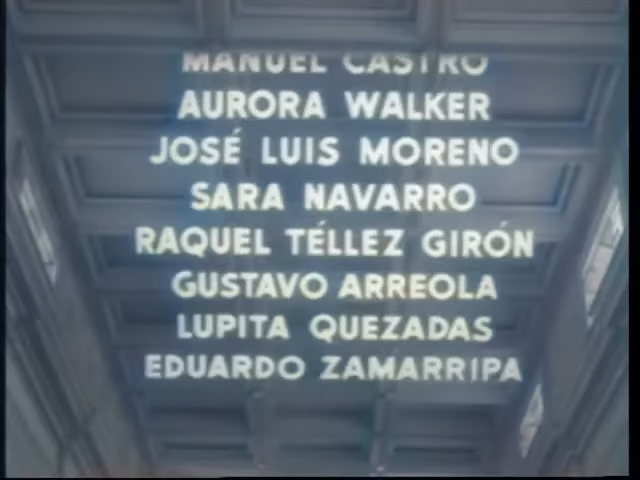 MANUEL CASTRO
AURORA WALKER
JOSÉ LUIS MORENO
SARA NAVARRO
RAQUEL TÉLLEZ GIRÓN
GUSTAVO ARREOLA
LUPITA QUEZADAS
EDUARDO ZAMARRIPA